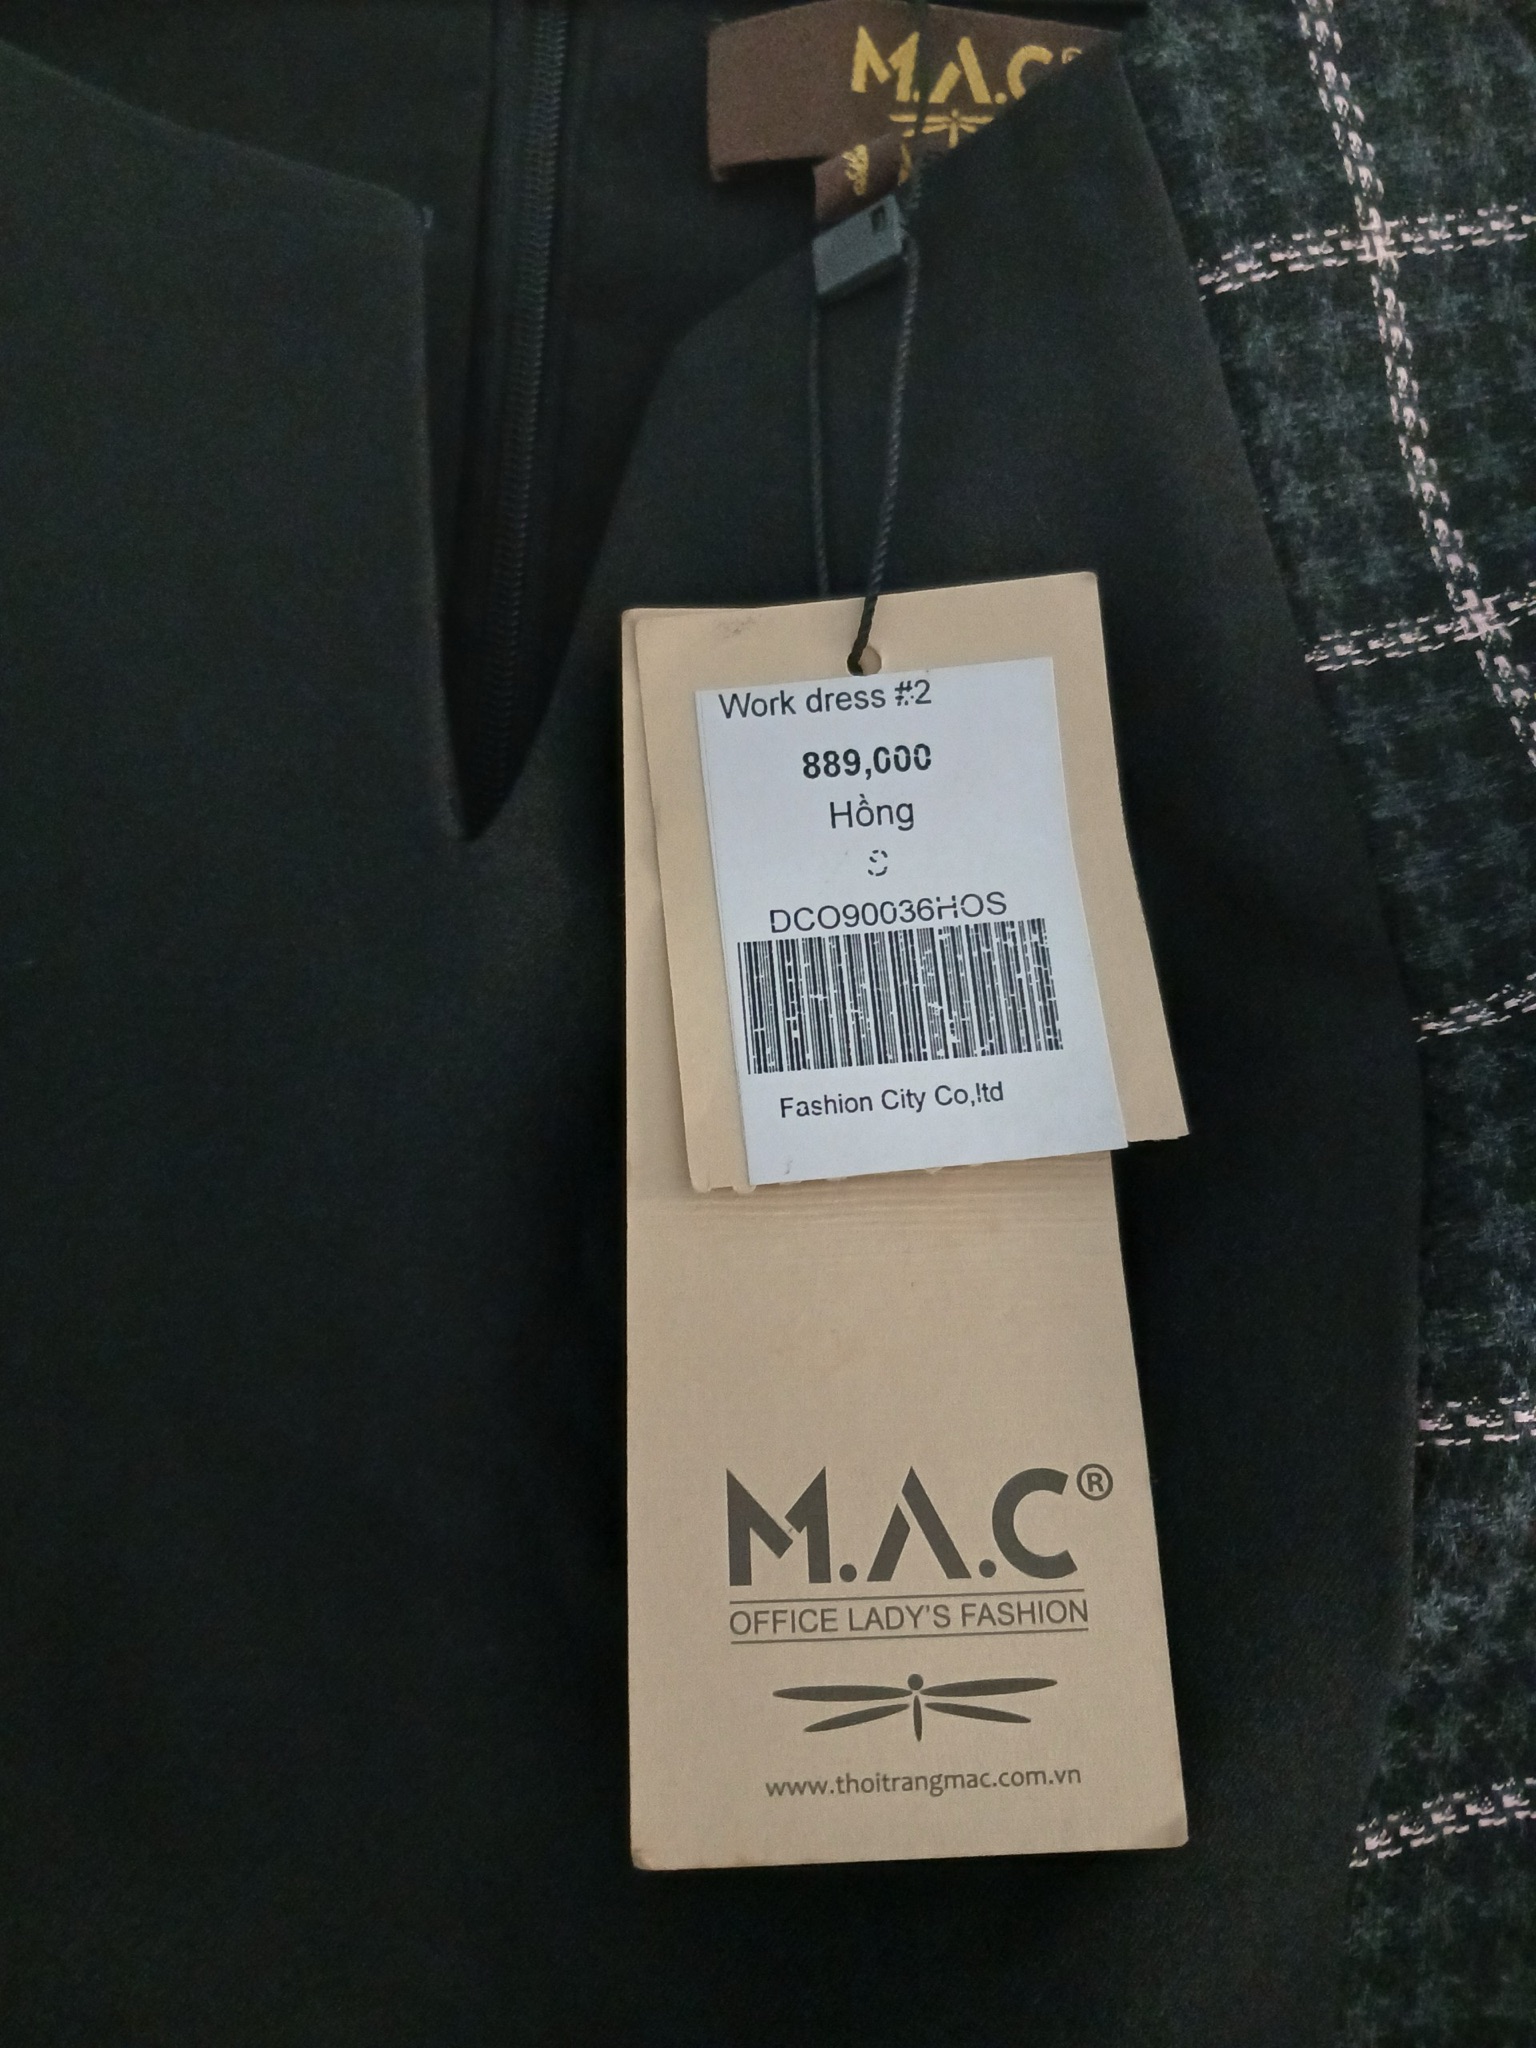 M.A.C
Work dress #2
889,000
Hồng
S
DCO90036HOS
Fashion City Co,ltd
M.A.C®
OFFICE LADY'S FASHION
www.thoitrangmac.com.vn